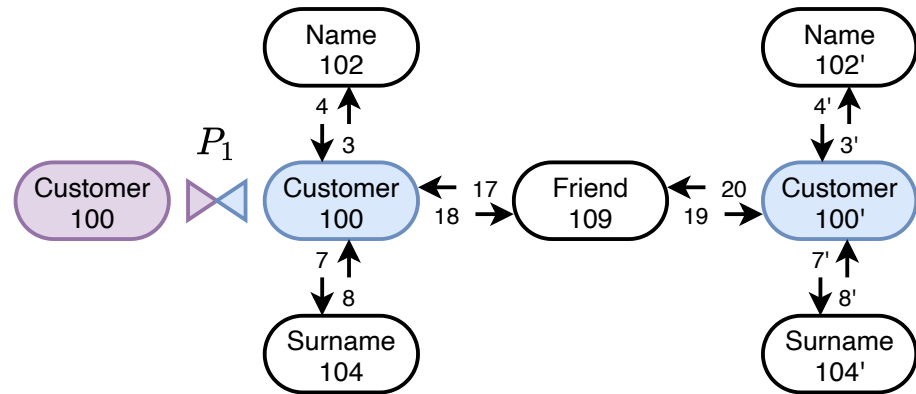 Name
102
Name
102'
4
3
4'
3'
P₁
Customer
100
Customer
100
17
18
Friend
109
20
19
Customer
100'
7
8
7'
8'
Surname
104
Surname
104'